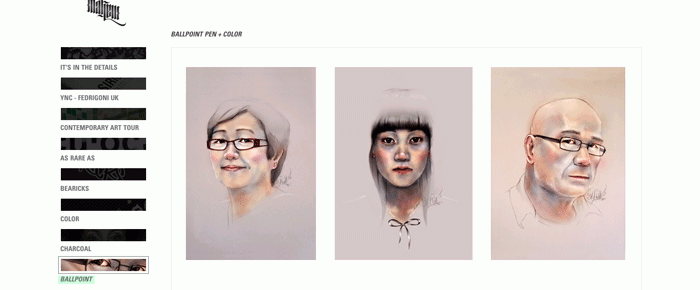 BALLPOINT PEN + COLOR
IT'S IN THE DETAILS
YNC - FEDRIGONI UK
CONTEMPORARY ART TOUR
AS RARE AS
BEARICKS
COLOR
CHARCOAL
BALLPOINT